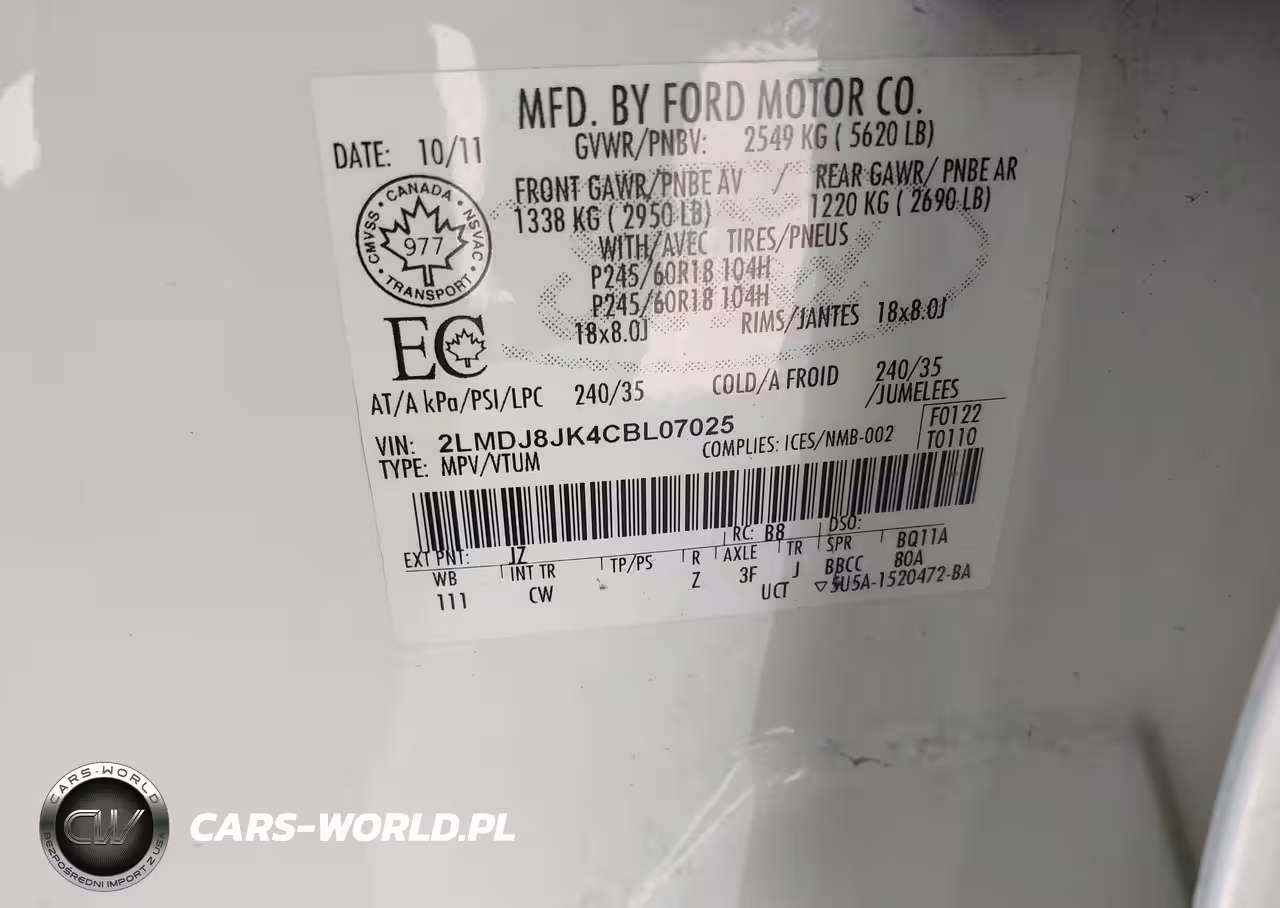 MFD. BY FORD MOTOR CO.
DATE: 10/11
GVWR/PNBV: 2549 KG ( 5620 LB)
FRONT GAWR/PNBE AV / REAR GAWR/ PNBE AR
1338 KG ( 2950 LB) 1220 KG ( 2690 LB)
WITH/AVEC TIRES/PNEUS
P245/60R18 104H
P245/60R18 104H
18x8.0J RIMS/JANTES 18x8.0J
CANADA
CMVSS
NSVAC
977
TRANSPORT
EC
AT/A kPa/PSI/LPC 240/35 COLD/A FROID 240/35
/JUMELEES
VIN: 2LMDJ8JK4CBL07025
TYPE: MPV/VTUM
COMPLIES: ICES/NMB-002
F0122
T0110
EXT PNT: JZ RC: B8 DSO:
WB INT TR TP/PS R AXLE TR SPR BQ11A
111 CW Z 3F J BBCC 80A
UCT 5U5A-1520472-BA
CARS-WORLD
CW
BEZPOŚREDNI IMPORT Z USA
CARS-WORLD.PL